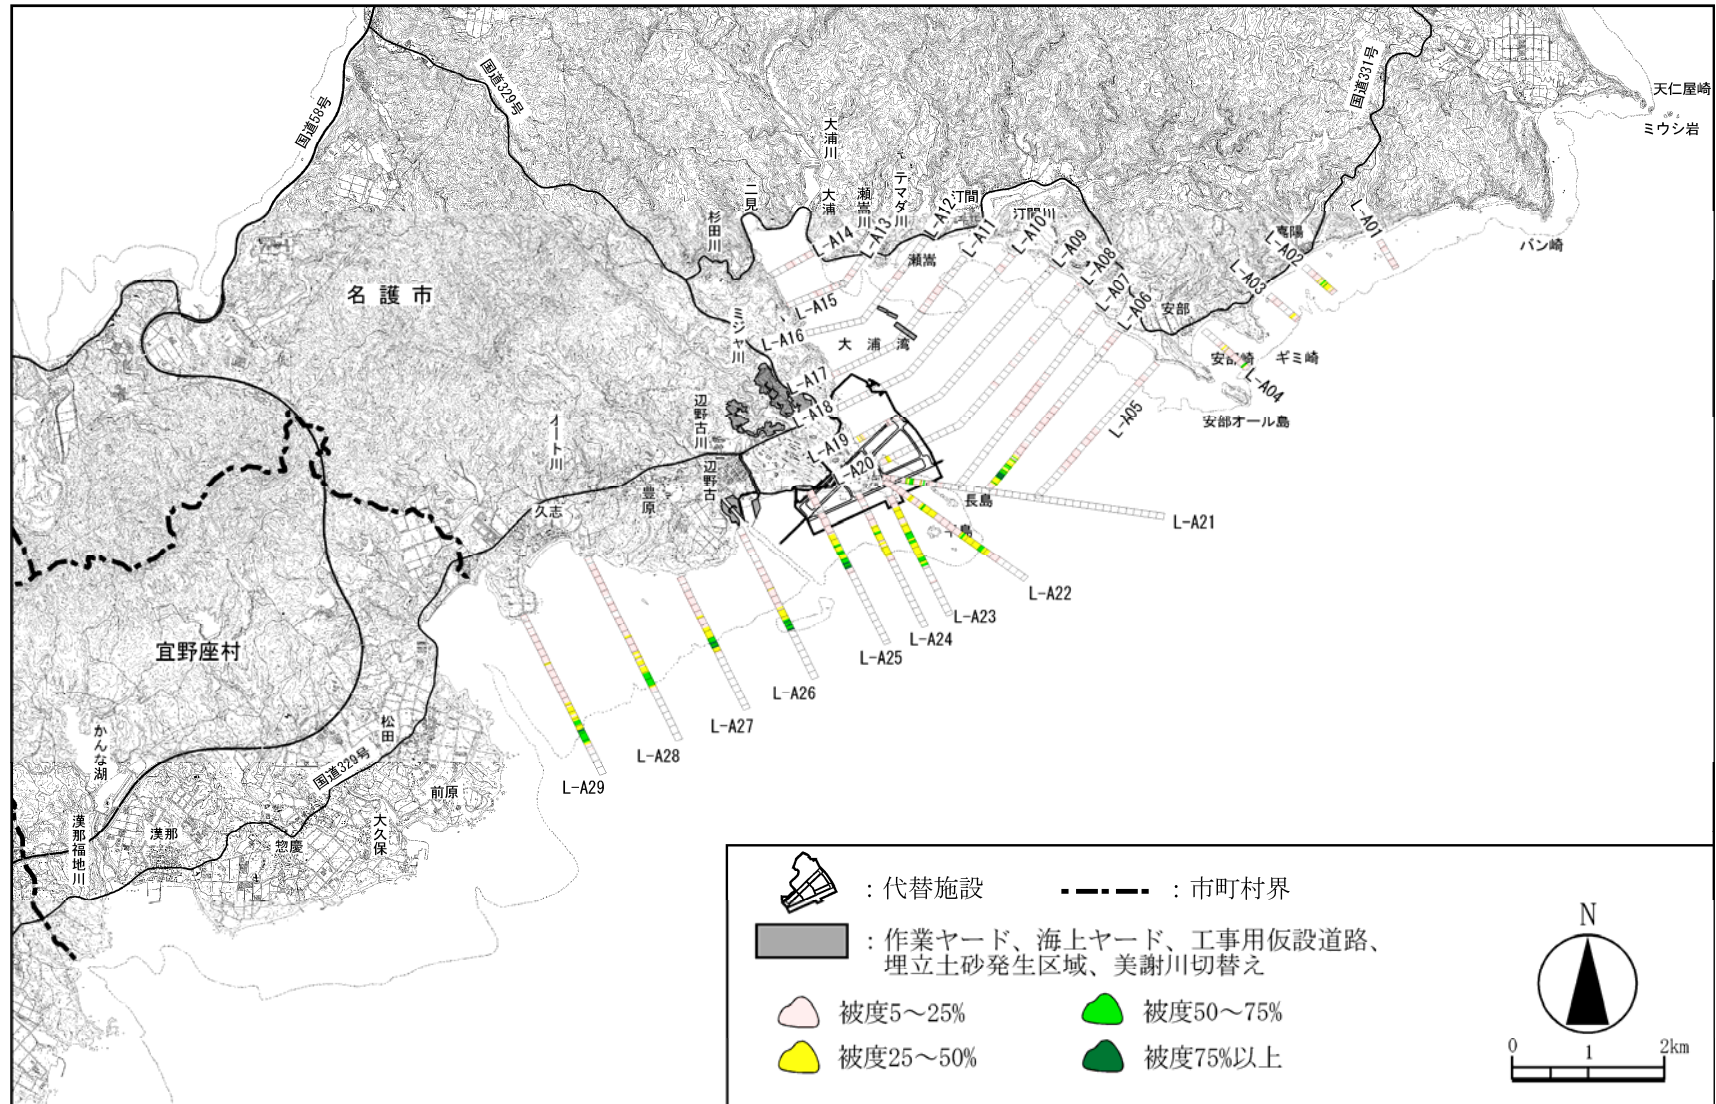 天仁屋崎
ミウシ岩
国道331号
国道329号
国道58号
大浦川
二見
大浦
瀬嵩川
テマダ川
汀間
汀間川
杉田川
L-A14
L-A13
L-A12
L-A11
L-A10
L-A09
L-A08
L-A07
L-A06
嘉陽
L-A01
L-A02
L-A03
バン崎
瀬嵩
名護市
L-A15
ミジャ川
L-A16
大浦湾
安部
ギミ崎
L-A04
安部オール島
L-A17
L-A18
L-A05
辺野古川
イート川
L-A19
辺野古
豊原
久志
長島
L-A21
L-A22
L-A23
L-A24
L-A25
L-A26
L-A27
L-A28
L-A29
宜野座村
かんな湖
松田
国道329号
前原
大久保
漢那福地川
漢那
惣慶
:代替施設
:市町村界
:作業ヤード、海上ヤード、工事用仮設道路、
埋立土砂発生区域、美謝川切替え
被度5～25%
被度50～75%
被度25～50%
被度75%以上
N
0 1 2km